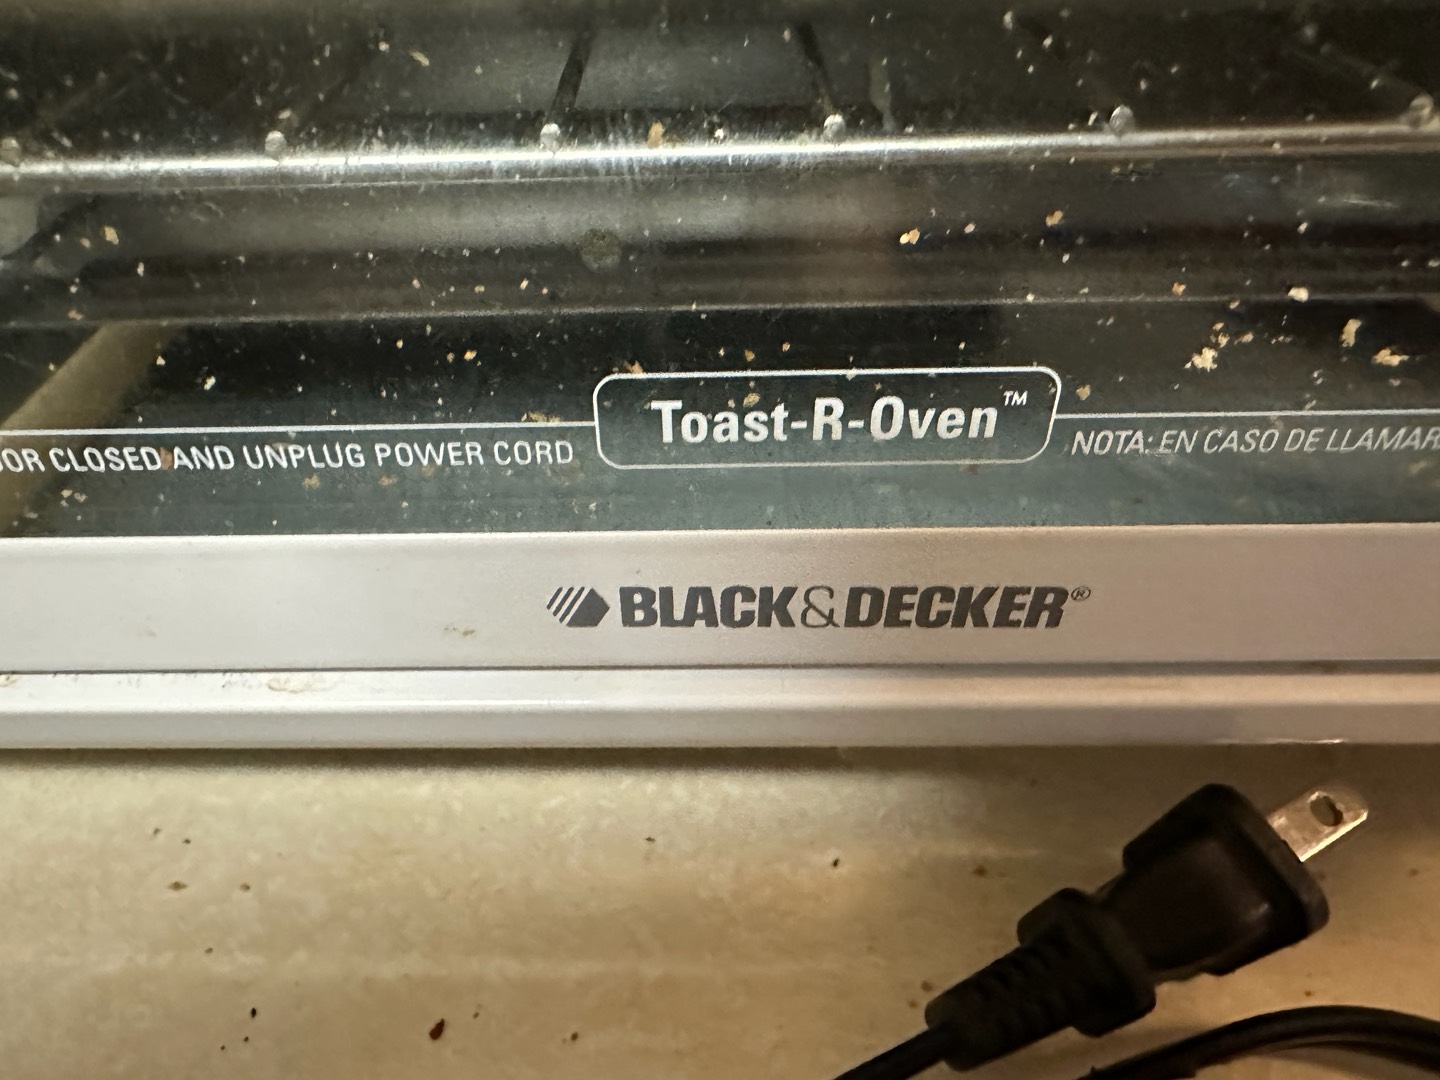 OR CLOSED AND UNPLUG POWER CORD
Toast-R-Oven™
NOTA: EN CASO DE LLAMAR
BLACK&DECKER®